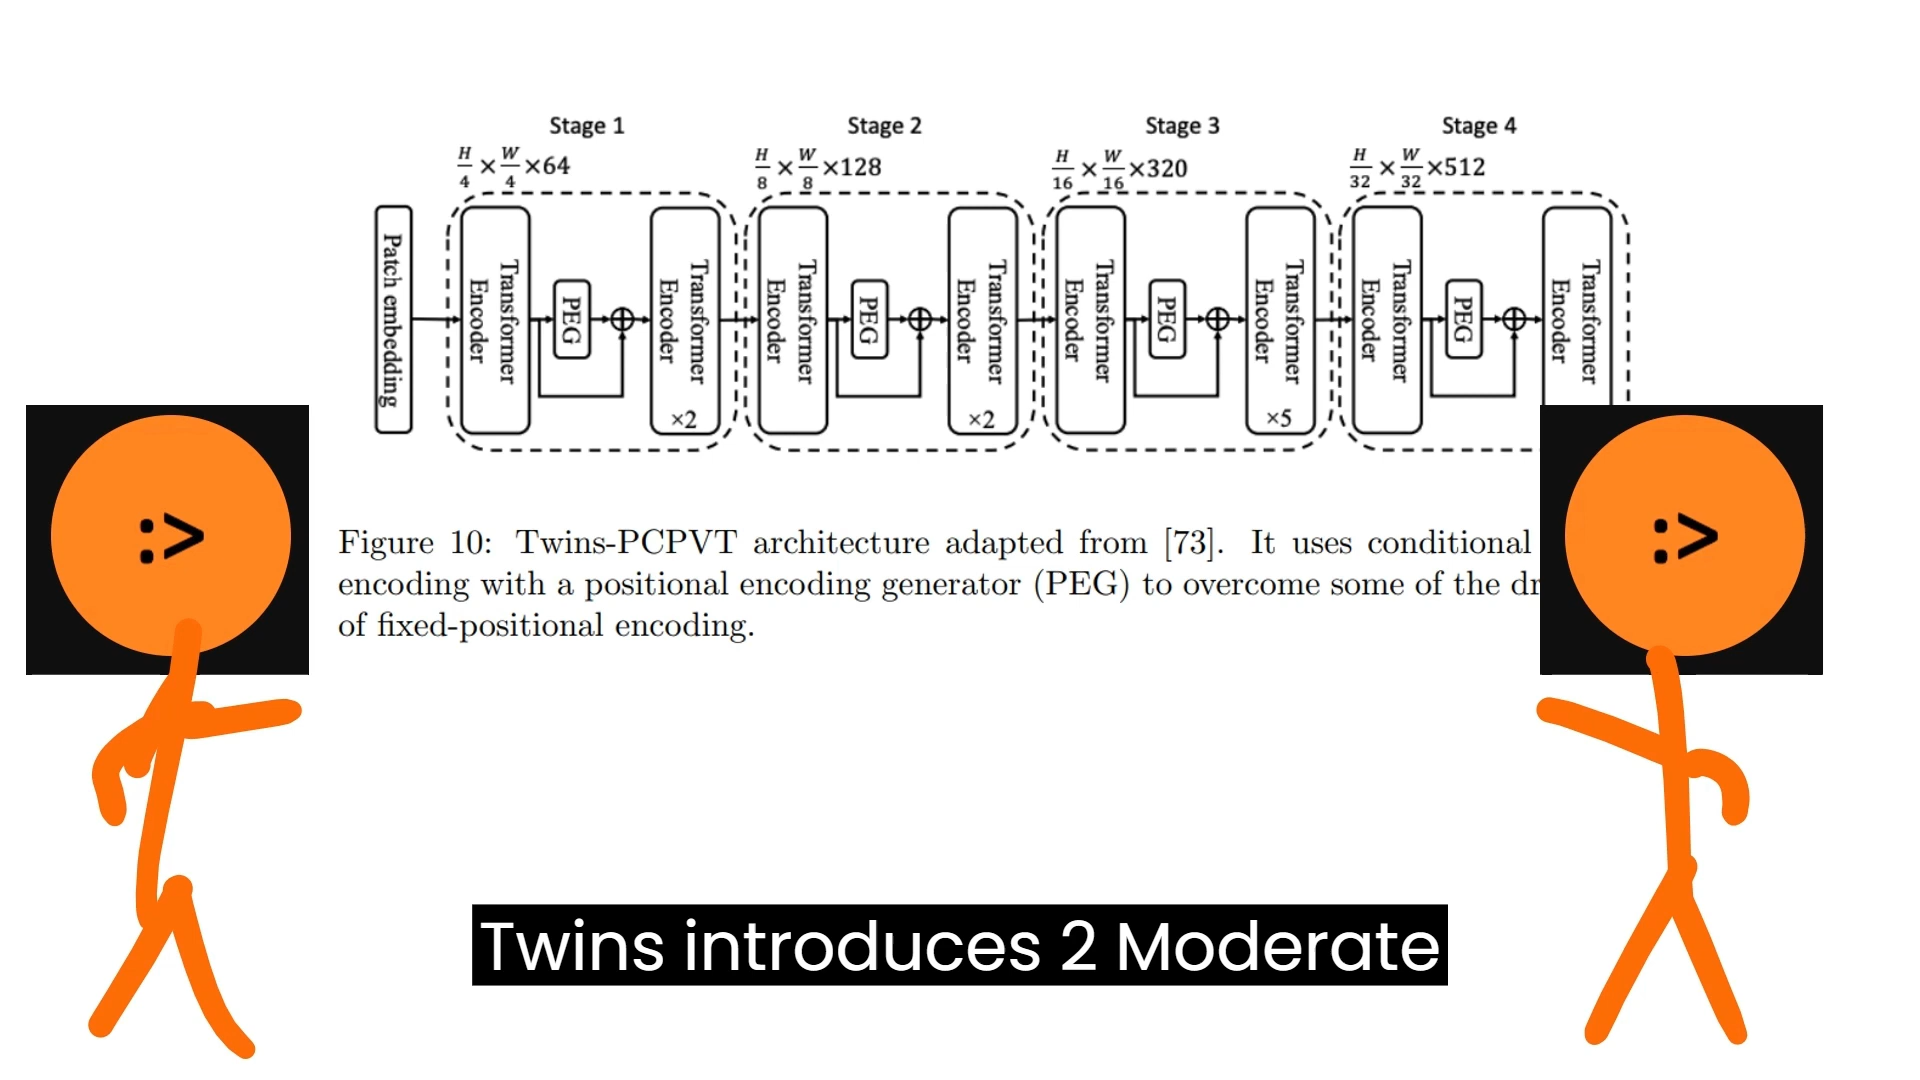 Stage 1 Stage 2 Stage 3 Stage 4
H/4 × W/4 ×64 H/8 × W/8 ×128 H/16 × W/16 ×320 H/32 × W/32 ×512
Patch embedding
Transformer Encoder
PEG
Transformer Encoder
×2
Transformer Encoder
PEG
Transformer Encoder
×2
Transformer Encoder
PEG
Transformer Encoder
×5
Transformer Encoder
PEG
Transformer Encoder
:> :>
Figure 10: Twins-PCPVT architecture adapted from [73]. It uses conditional
encoding with a positional encoding generator (PEG) to overcome some of the
of fixed-positional encoding.
Twins introduces 2 Moderate